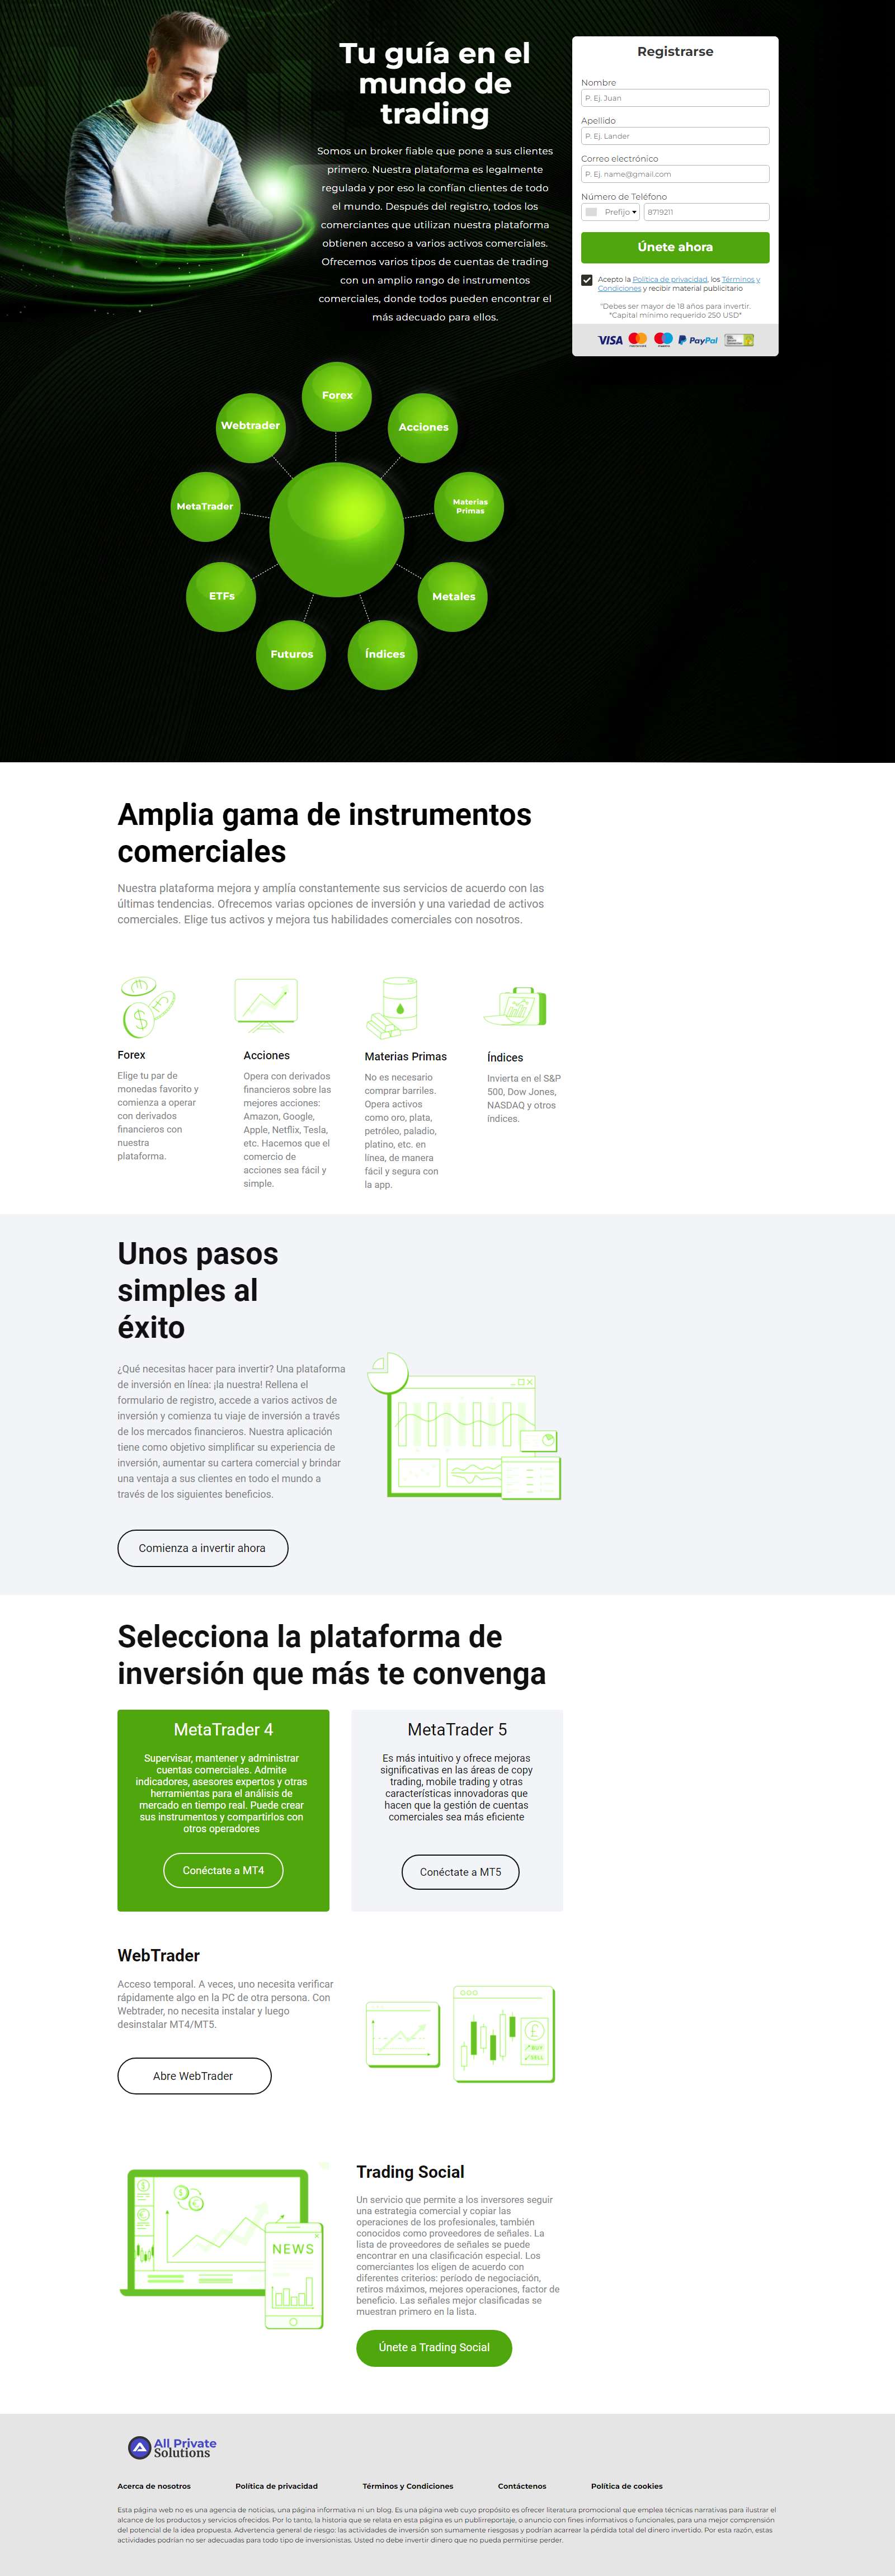 Tu guía en el
mundo de
trading
Somos un broker fiable que pone a sus clientes
primero. Nuestra plataforma es legalmente
regulada y por eso la confían clientes de todo
el mundo. Después del registro, todos los
comerciantes que utilizan nuestra plataforma
obtienen acceso a varios activos comerciales.
Ofrecemos varios tipos de cuentas de trading
con un amplio rango de instrumentos
comerciales, donde todos pueden encontrar el
más adecuado para ellos.
Registrarse
Nombre
P. Ej. Juan
Apellido
P. Ej. Lander
Correo electrónico
P. Ej. name@gmail.com
Número de Teléfono
Prefijo 8719211
Únete ahora
Acepto la Política de privacidad, los Términos y
Condiciones y recibir material publicitario
"Debes ser mayor de 18 años para invertir.
*Capital mínimo requerido 250 USD*
VISA PayPal
Forex
Webtrader
Acciones
MetaTrader
Materias
Primas
ETFs
Metales
Futuros
Índices
Amplia gama de instrumentos
comerciales
Nuestra plataforma mejora y amplía constantemente sus servicios de acuerdo con las
últimas tendencias. Ofrecemos varias opciones de inversión y una variedad de activos
comerciales. Elige tus activos y mejora tus habilidades comerciales con nosotros.
Forex
Elige tu par de
monedas favorito y
comienza a operar
con derivados
financieros con
nuestra
plataforma.
Acciones
Opera con derivados
financieros sobre las
mejores acciones:
Amazon, Google,
Apple, Netflix, Tesla,
etc. Hacemos que el
comercio de
acciones sea fácil y
simple.
Materias Primas
No es necesario
comprar barriles.
Opera activos
como oro, plata,
petróleo, paladio,
platino, etc. en
línea, de manera
fácil y segura con
la app.
Índices
Invierta en el S&P
500, Dow Jones,
NASDAQ y otros
índices.
Unos pasos
simples al
éxito
¿Qué necesitas hacer para invertir? Una plataforma
de inversión en línea: ¡la nuestra! Rellena el
formulario de registro, accede a varios activos de
inversión y comienza tu viaje de inversión a través
de los mercados financieros. Nuestra aplicación
tiene como objetivo simplificar su experiencia de
inversión, aumentar su cartera comercial y brindar
una ventaja a sus clientes en todo el mundo a
través de los siguientes beneficios.
Comienza a invertir ahora
Selecciona la plataforma de
inversión que más te convenga
MetaTrader 4
Supervisar, mantener y administrar
cuentas comerciales. Admite
indicadores, asesores expertos y otras
herramientas para el análisis de
mercado en tiempo real. Puede crear
sus instrumentos y compartirlos con
otros operadores
Conéctate a MT4
MetaTrader 5
Es más intuitivo y ofrece mejoras
significativas en las áreas de copy
trading, mobile trading y otras
características innovadoras que
hacen que la gestión de cuentas
comerciales sea más eficiente
Conéctate a MT5
WebTrader
Acceso temporal. A veces, uno necesita verificar
rápidamente algo en la PC de otra persona. Con
Webtrader, no necesita instalar y luego
desinstalar MT4/MT5.
Abre WebTrader
BUY
SELL
NEWS
Trading Social
Un servicio que permite a los inversores seguir
una estrategia comercial y copiar las
operaciones de los profesionales, también
conocidos como proveedores de señales. La
lista de proveedores de señales se puede
encontrar en una clasificación especial. Los
comerciantes los eligen de acuerdo con
diferentes criterios: período de negociación,
retiros máximos, mejores operaciones, factor de
beneficio. Las señales mejor clasificadas se
muestran primero en la lista.
Únete a Trading Social
All Private
Solutions
Acerca de nosotros Política de privacidad Términos y Condiciones Contáctenos Política de cookies
Esta página web no es una agencia de noticias, una página informativa ni un blog. Es una página web cuyo propósito es ofrecer literatura promocional que emplea técnicas narrativas para ilustrar el
alcance de los productos y servicios ofrecidos. Por lo tanto, la historia que se relata en esta página es un publirreportaje, o anuncio con fines informativos o funcionales, para una mejor comprensión
del potencial de la idea propuesta. Advertencia general de riesgo: las actividades de inversión son sumamente riesgosas y podrían acarrear la pérdida total del dinero invertido. Por esta razón, estas
actividades podrían no ser adecuadas para todo tipo de inversionistas. Usted no debe invertir dinero que no pueda permitirse perder.